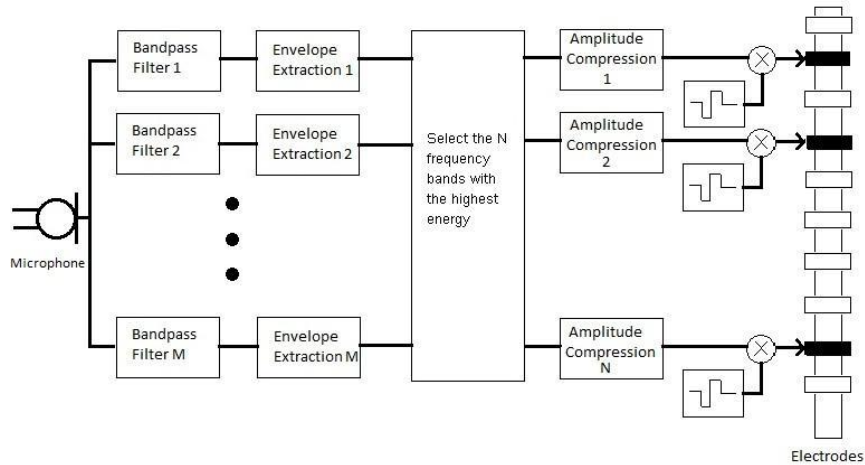 Bandpass
Filter 1
Envelope
Extraction 1
Amplitude
Compression
1
Bandpass
Filter 2
Envelope
Extraction 2
Select the N
frequency
bands with
the highest
energy
Amplitude
Compression
2
Microphone
Bandpass
Filter M
Envelope
Extraction M
Amplitude
Compression
N
Electrodes